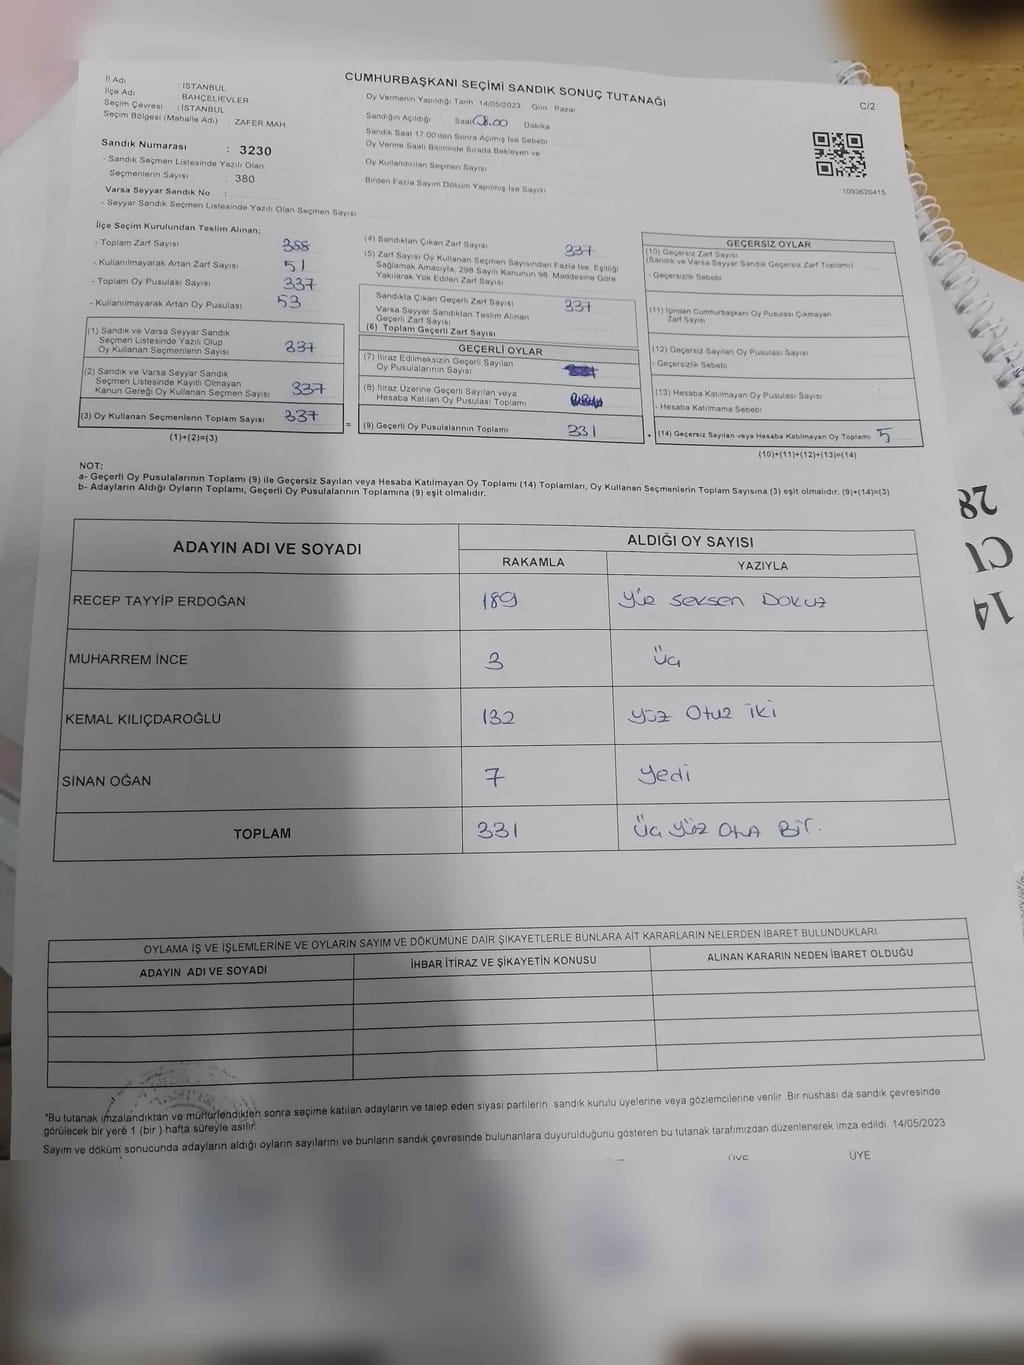 CUMHURBAŞKANI SEÇİMİ SANDIK SONUÇ TUTANAĞI
C/2
İl Adı : İSTANBUL
İlçe Adı : BAHÇELİEVLER
Seçim Çevresi : İSTANBUL
Seçim Bölgesi (Mahalle Adı) : ZAFER MAH
Sandık Numarası : 3230
- Sandık Seçmen Listesinde Yazılı Olan
Seçmenlerin Sayısı : 380
Varsa Seyyar Sandık No :
- Seyyar Sandık Seçmen Listesinde Yazılı Olan Seçmen Sayısı
Oy Vermenin Yapıldığı Tarih 14/05/2023 Gün : Pazar
Sandığın Açıldığı Saat 08.00 Dakika
Sandık Saat 17.00'den Sonra Açılmış İse Sebebi
Oy Verme Saati Bitiminde Sırada Bekleyen ve
Oy Kullandırılan Seçmen Sayısı
Birden Fazla Sayım Döküm Yapılmış İse Sayısı
1093626415
İlçe Seçim Kurulundan Teslim Alınan;
- Toplam Zarf Sayısı 388
- Kullanılmayarak Artan Zarf Sayısı 51
- Toplam Oy Pusulası Sayısı 337
- Kullanılmayarak Artan Oy Pusulası 53
(1) Sandık ve Varsa Seyyar Sandık
Seçmen Listesinde Yazılı Olup
Oy Kullanan Seçmenlerin Sayısı 337
(2) Sandık ve Varsa Seyyar Sandık
Seçmen Listesinde Kayıtlı Olmayan
Kanun Gereği Oy Kullanan Seçmen Sayısı 337
(3) Oy Kullanan Seçmenlerin Toplam Sayısı 337
(1)+(2)=(3)
(4) Sandıktan Çıkan Zarf Sayısı 337
(5) Zarf Sayısı Oy Kullanan Seçmen Sayısından Fazla İse, Eşitliği
Sağlamak Amacıyla, 298 Sayılı Kanunun 98. Maddesine Göre
Yakılarak Yok Edilen Zarf Sayısı
Sandıkta Çıkan Geçerli Zarf Sayısı 337
Varsa Seyyar Sandıktan Teslim Alınan
Geçerli Zarf Sayısı
(6) Toplam Geçerli Zarf Sayısı
GEÇERLİ OYLAR
(7) İtiraz Edilmeksizin Geçerli Sayılan
Oy Pusulalarının Sayısı
(8) İtiraz Üzerine Geçerli Sayılan veya
Hesaba Katılan Oy Pusulası Toplamı
= (9) Geçerli Oy Pusulalarının Toplamı 331
GEÇERSİZ OYLAR
(10) Geçersiz Zarf Sayısı
(Sandık ve Varsa Seyyar Sandık Geçersiz Zarf Toplamı)
- Geçersizlik Sebebi
(11) İçinden Cumhurbaşkanı Oy Pusulası Çıkmayan
Zarf Sayısı
(12) Geçersiz Sayılan Oy Pusulası Sayısı
- Geçersizlik Sebebi
(13) Hesaba Katılmayan Oy Pusulası Sayısı
- Hesaba Katılmama Sebebi
+ (14) Geçersiz Sayılan veya Hesaba Katılmayan Oy Toplamı 5
(10)+(11)+(12)+(13)=(14)
NOT:
a- Geçerli Oy Pusulalarının Toplamı (9) ile Geçersiz Sayılan veya Hesaba Katılmayan Oy Toplamı (14) Toplamları, Oy Kullanan Seçmenlerin Toplam Sayısına (3) eşit olmalıdır. (9)+(14)=(3)
b- Adayların Aldığı Oyların Toplamı, Geçerli Oy Pusulalarının Toplamına (9) eşit olmalıdır.
ADAYIN ADI VE SOYADI
ALDIĞI OY SAYISI
RAKAMLA YAZIYLA
RECEP TAYYİP ERDOĞAN 189 Yüz Seksen Dokuz
MUHARREM İNCE 3 Üç
KEMAL KILIÇDAROĞLU 132 Yüz Otuz iki
SİNAN OĞAN 7 Yedi
TOPLAM 331 Üç Yüz Otuz Bir.
28
CI
14
OYLAMA İŞ VE İŞLEMLERİNE VE OYLARIN SAYIM VE DÖKÜMÜNE DAİR ŞİKAYETLERLE BUNLARA AİT KARARLARIN NELERDEN İBARET BULUNDUKLARI
ADAYIN ADI VE SOYADI İHBAR İTİRAZ VE ŞİKAYETİN KONUSU ALINAN KARARIN NEDEN İBARET OLDUĞU
*Bu tutanak imzalandıktan ve mühürlendikten sonra seçime katılan adayların ve talep eden siyasi partilerin sandık kurulu üyelerine veya gözlemcilerine verilir .Bir nüshası da sandık çevresinde
görülecek bir yere 1 (bir ) hafta süreyle asılır.
Sayım ve döküm sonucunda adayların aldığı oyların sayılarını ve bunların sandık çevresinde bulunanlara duyurulduğunu gösteren bu tutanak tarafımızdan düzenlenerek imza edildi. 14/05/2023
ÜYE ÜYE